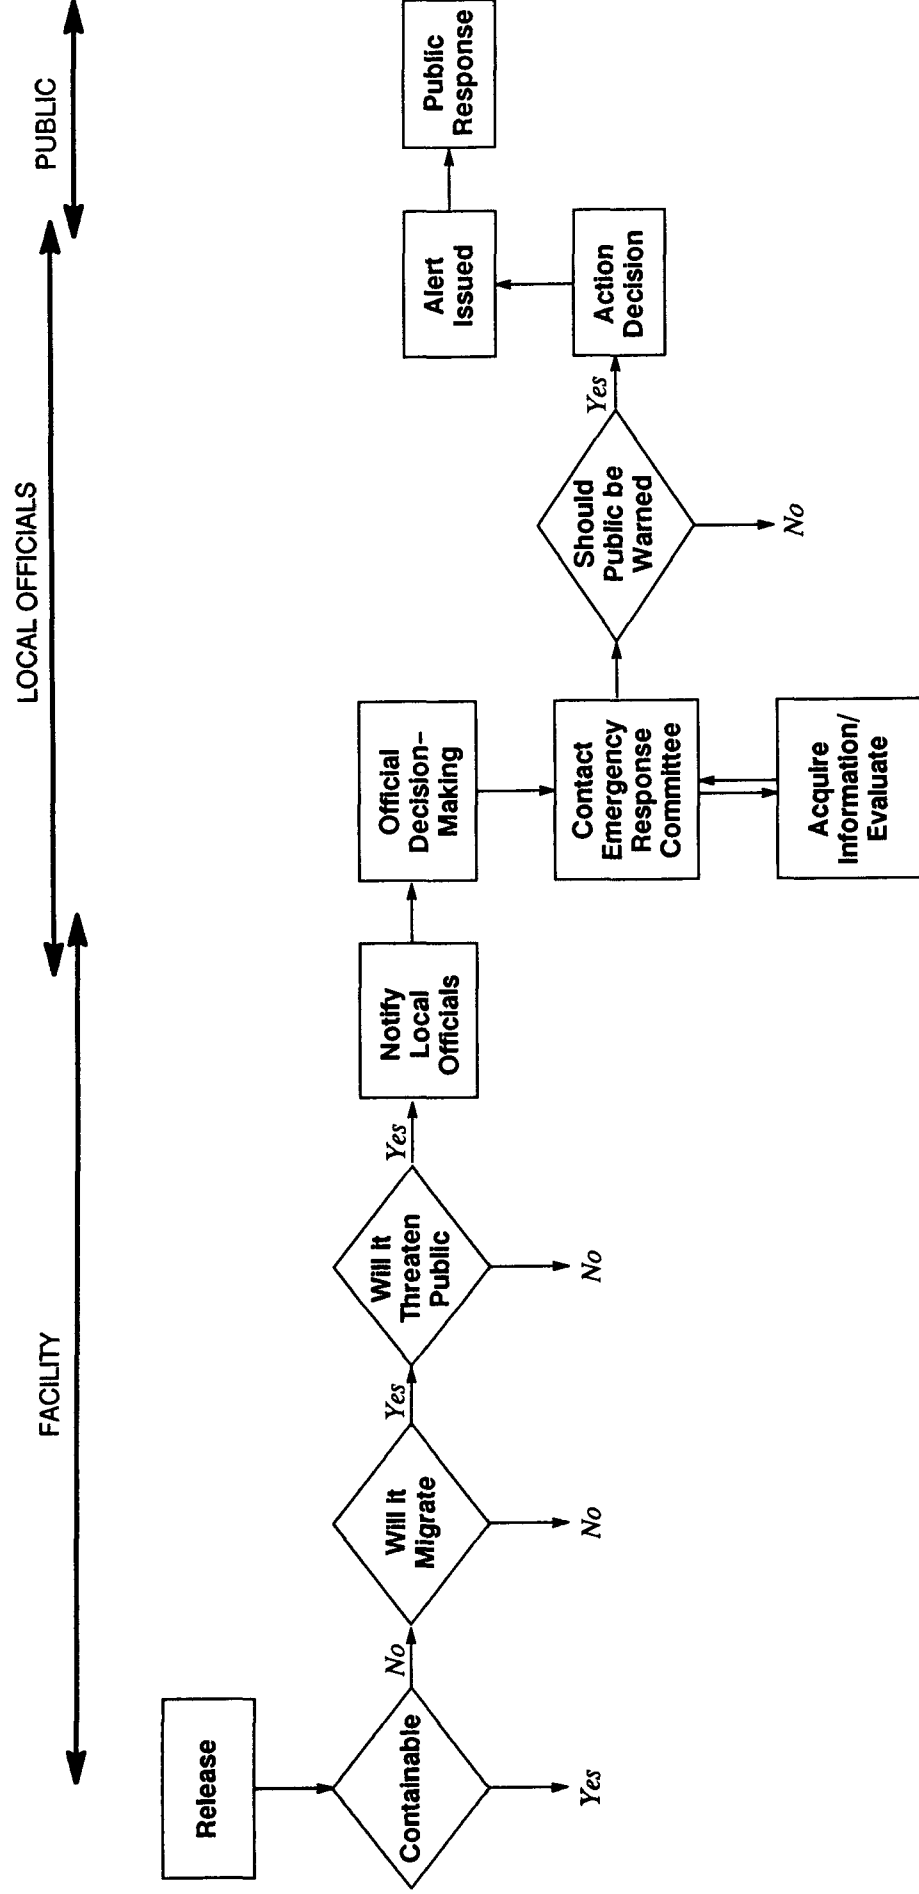 FACILITY
LOCAL OFFICIALS
PUBLIC
Release
Containable
Yes
No
Will It
Migrate
No
Yes
Will It
Threaten
Public
No
Yes
Notify
Local
Officials
Official
Decision–
Making
Contact
Emergency
Response
Committee
Acquire
Information/
Evaluate
Should
Public be
Warned
No
Yes
Action
Decision
Alert
Issued
Public
Response